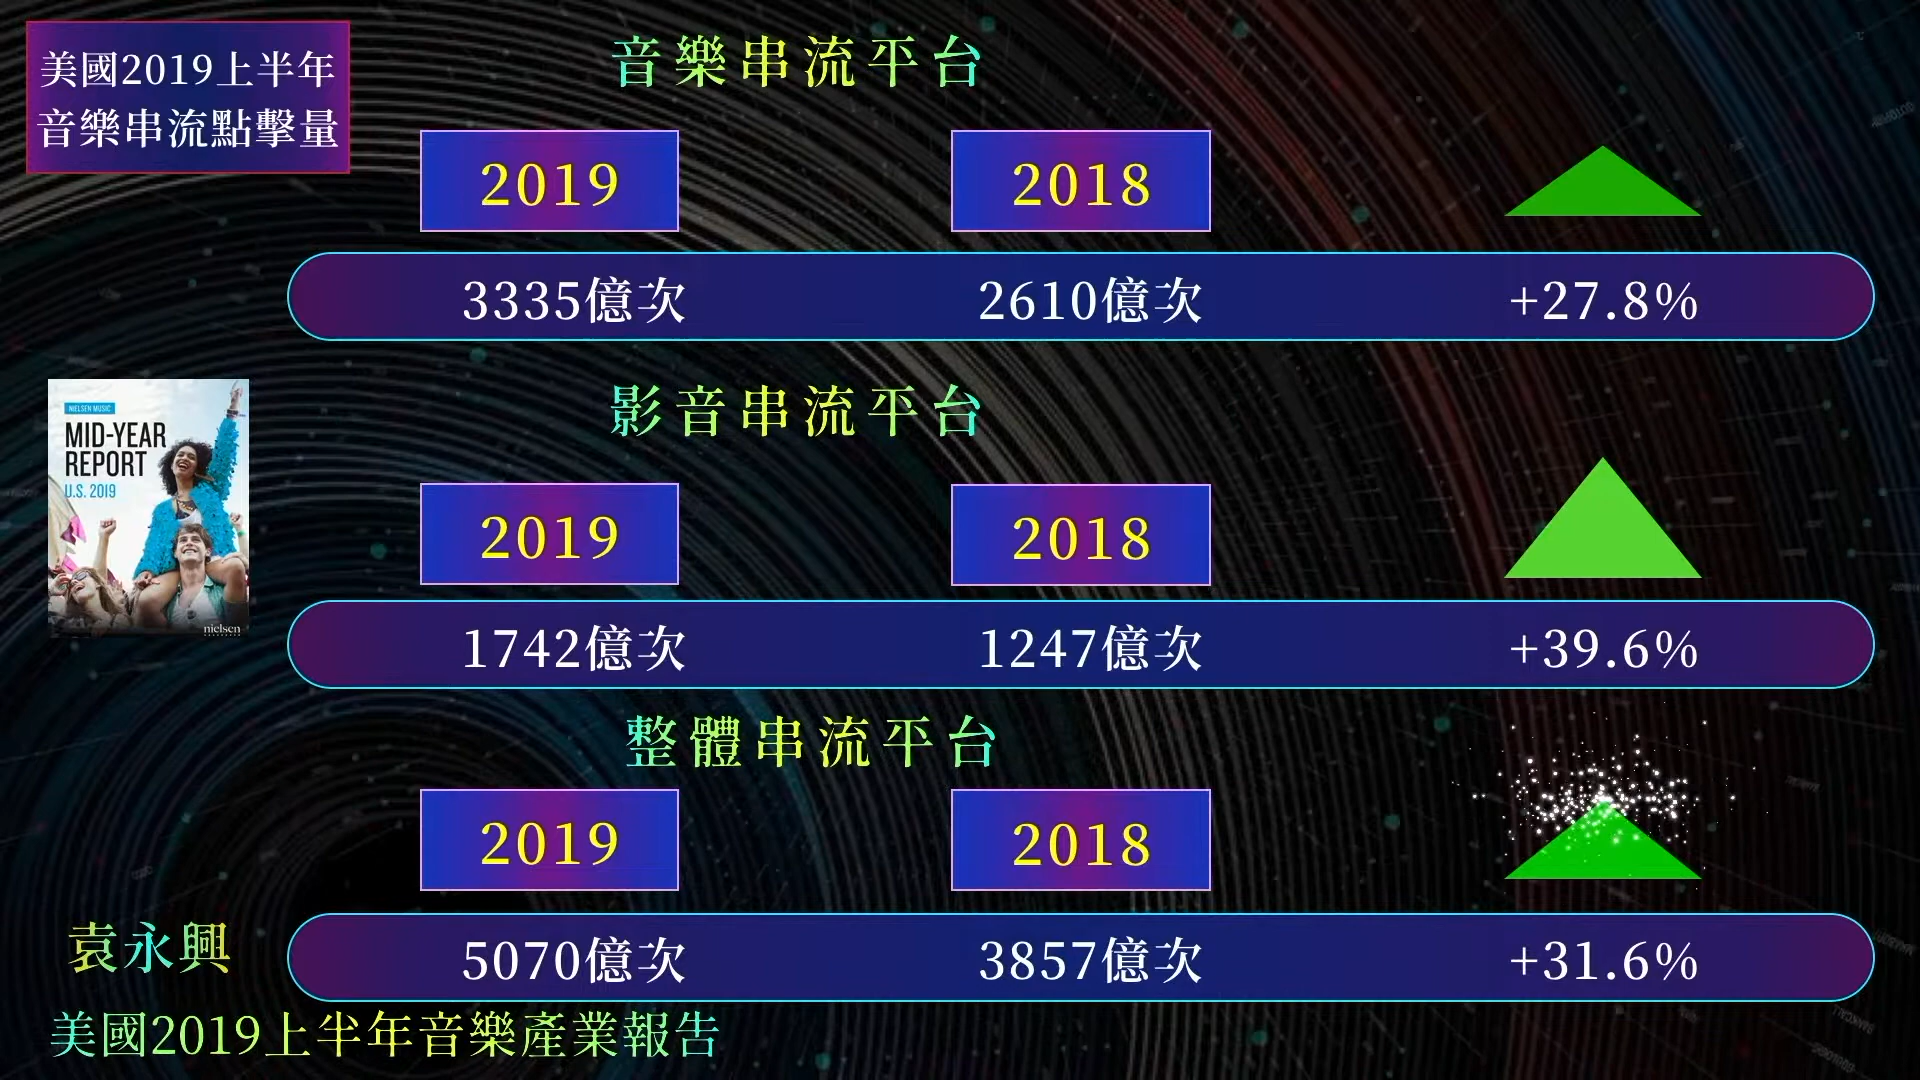 美國2019上半年
音樂串流點擊量
音樂串流平台
2019
2018
3335億次
2610億次
+27.8%
NIELSEN MUSIC
MID-YEAR
REPORT
U.S. 2019
nielsen
影音串流平台
2019
2018
1742億次
1247億次
+39.6%
整體串流平台
2019
2018
5070億次
3857億次
+31.6%
袁永興
美國2019上半年音樂產業報告